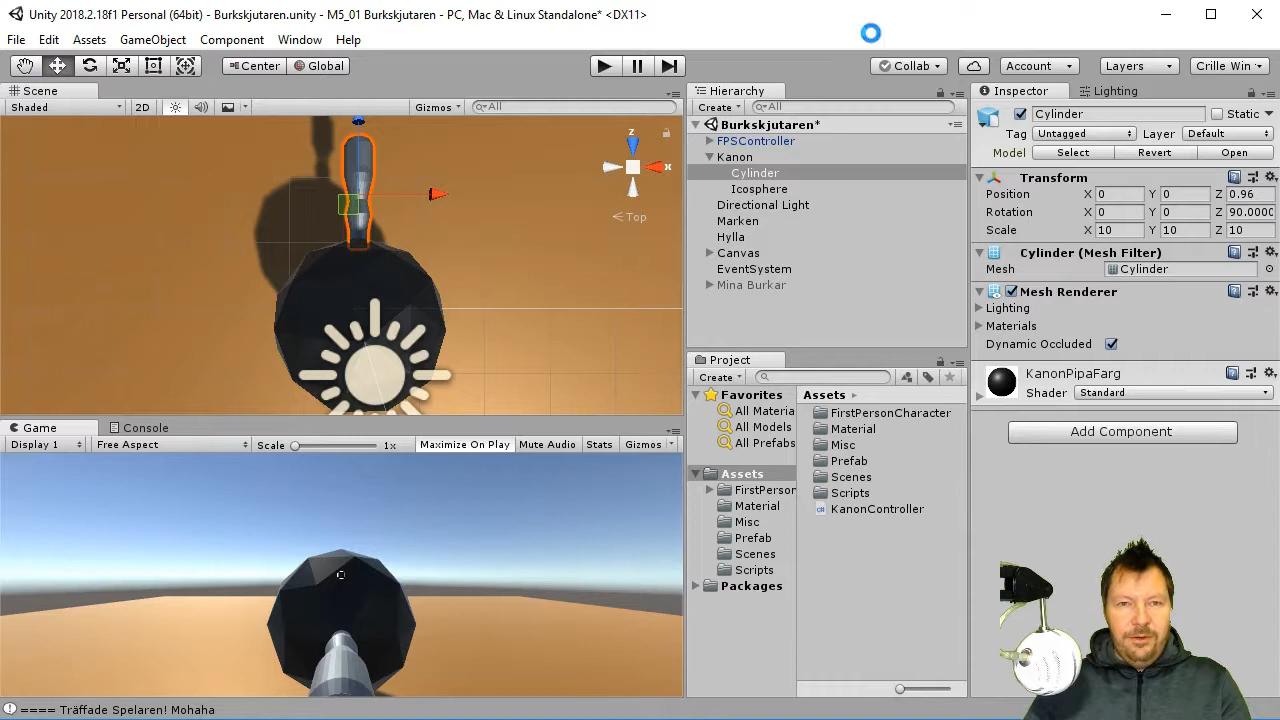 Unity 2018.2.18f1 Personal (64bit) - Burkskjutaren.unity - M5_01 Burkskjutaren - PC, Mac & Linux Standalone* <DX11>
File Edit Assets GameObject Component Window Help
Center Global Collab Account Layers Crille Win
Scene Hierarchy Inspector Lighting
Shaded 2D Gizmos All Create All Cylinder Static
Burkskjutaren* Tag Untagged Layer Default
FPSController
Kanon Model Select Revert Open
Cylinder Transform
Icosphere Position X 0 Y 0 Z 0.96
Directional Light Rotation X 0 Y 0 Z 90.0000
Marken Scale X 10 Y 10 Z 10
Hylla
Canvas Cylinder (Mesh Filter)
EventSystem Mesh Cylinder
Mina Burkar Mesh Renderer
z
x
Top
Lighting
Materials
Dynamic Occluded
Project
Create
KanonPipaFarg
Shader Standard
Favorites
All Materia
All Models
All Prefabs
Assets
FirstPerson
Material
Misc
Prefab
Scenes
Scripts
Packages
Assets
FirstPersonCharacter
Material
Misc
Prefab
Scenes
Scripts
KanonController
Add Component
Game Console
Display 1 Free Aspect Scale 1x Maximize On Play Mute Audio Stats Gizmos
==== Träffade Spelaren! Mohaha